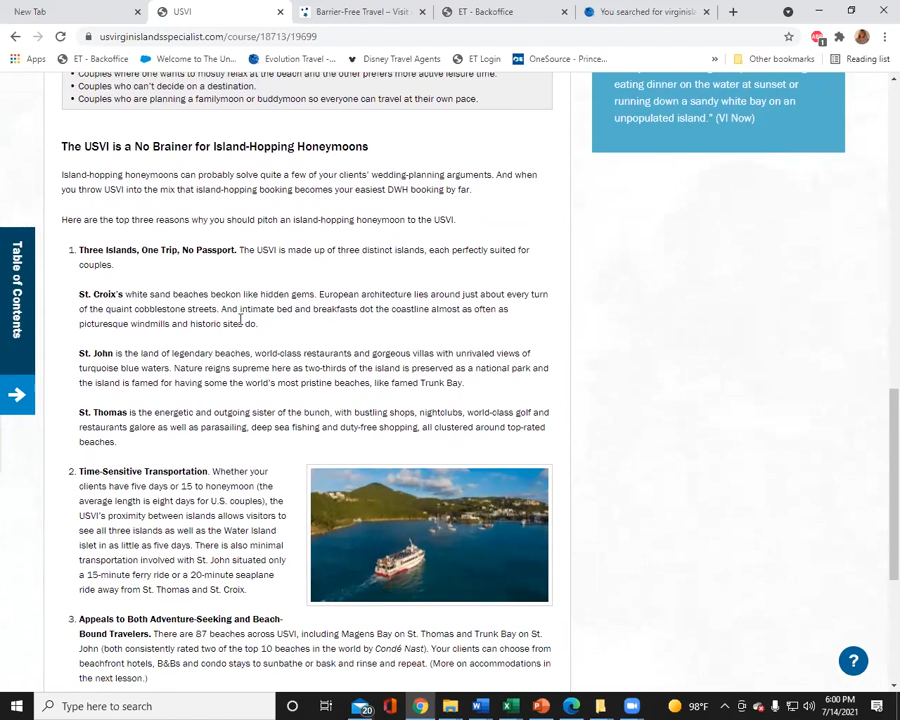 New Tab
USVI
Barrier-Free Travel – Visit
ET - Backoffice
You searched for virginisl
usvirginislandsspecialist.com/course/18713/19699
Apps
ET - Backoffice
Welcome to The Un...
Evolution Travel -...
Disney Travel Agents
ET Login
OneSource - Prince...
»
Other bookmarks
Reading list
• Couples where one wants to mostly relax at the beach and the other prefers more active leisure time.
• Couples who can't decide on a destination.
• Couples who are planning a familymoon or buddymoon so everyone can travel at their own pace.
eating dinner on the water at sunset or
running down a sandy white bay on an
unpopulated island." (VI Now)
The USVI is a No Brainer for Island-Hopping Honeymoons
Island-hopping honeymoons can probably solve quite a few of your clients' wedding-planning arguments. And when
you throw USVI into the mix that island-hopping booking becomes your easiest DWH booking by far.
Here are the top three reasons why you should pitch an island-hopping honeymoon to the USVI.
1. Three Islands, One Trip, No Passport. The USVI is made up of three distinct islands, each perfectly suited for
couples.
St. Croix's white sand beaches beckon like hidden gems. European architecture lies around just about every turn
of the quaint cobblestone streets. And intimate bed and breakfasts dot the coastline almost as often as
picturesque windmills and historic sites do.
St. John is the land of legendary beaches, world-class restaurants and gorgeous villas with unrivaled views of
turquoise blue waters. Nature reigns supreme here as two-thirds of the island is preserved as a national park and
the island is famed for having some the world's most pristine beaches, like famed Trunk Bay.
St. Thomas is the energetic and outgoing sister of the bunch, with bustling shops, nightclubs, world-class golf and
restaurants galore as well as parasailing, deep sea fishing and duty-free shopping, all clustered around top-rated
beaches.
2. Time-Sensitive Transportation. Whether your
clients have five days or 15 to honeymoon (the
average length is eight days for U.S. couples), the
USVI's proximity between islands allows visitors to
see all three islands as well as the Water Island
islet in as little as five days. There is also minimal
transportation involved with St. John situated only
a 15-minute ferry ride or a 20-minute seaplane
ride away from St. Thomas and St. Croix.
3. Appeals to Both Adventure-Seeking and Beach-
Bound Travelers. There are 87 beaches across USVI, including Magens Bay on St. Thomas and Trunk Bay on St.
John (both consistently rated two of the top 10 beaches in the world by Condé Nast). Your clients can choose from
beachfront hotels, B&Bs and condo stays to sunbathe or bask and rinse and repeat. (More on accommodations in
the next lesson.)
Table of Contents
?
Type here to search
20
98°F
6:00 PM
7/14/2021